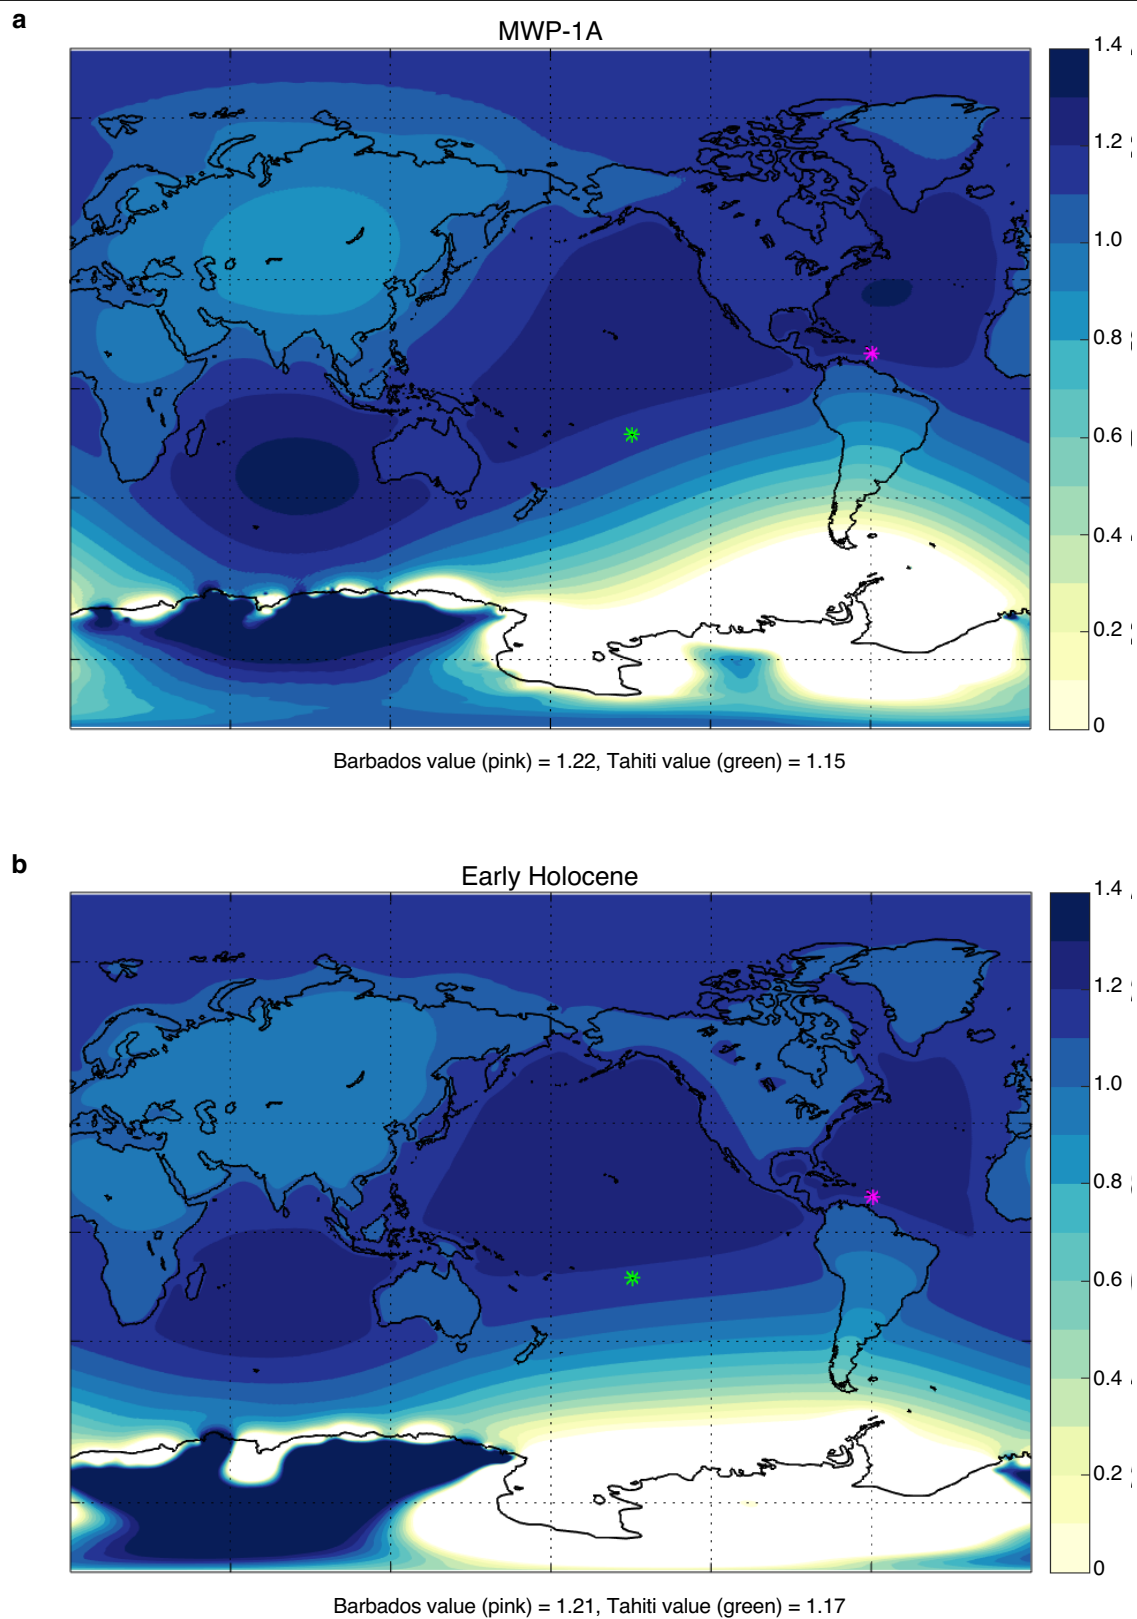 a
MWP-1A
1.4
1.2
1.0
0.8
0.6
0.4
0.2
0
Barbados value (pink) = 1.22, Tahiti value (green) = 1.15
b
Early Holocene
1.4
1.2
1.0
0.8
0.6
0.4
0.2
0
Barbados value (pink) = 1.21, Tahiti value (green) = 1.17